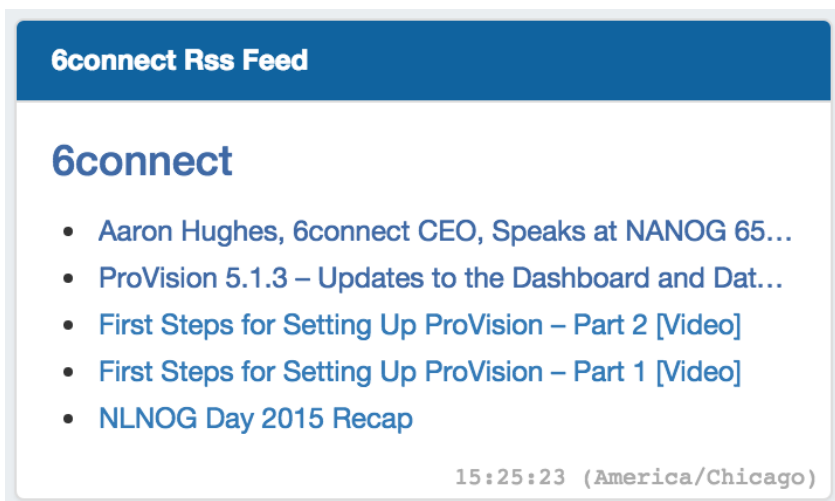 6connect Rss Feed
6connect
Aaron Hughes, 6connect CEO, Speaks at NANOG 65...
ProVision 5.1.3 – Updates to the Dashboard and Dat...
First Steps for Setting Up ProVision – Part 2 [Video]
First Steps for Setting Up ProVision – Part 1 [Video]
NLNOG Day 2015 Recap
15:25:23 (America/Chicago)